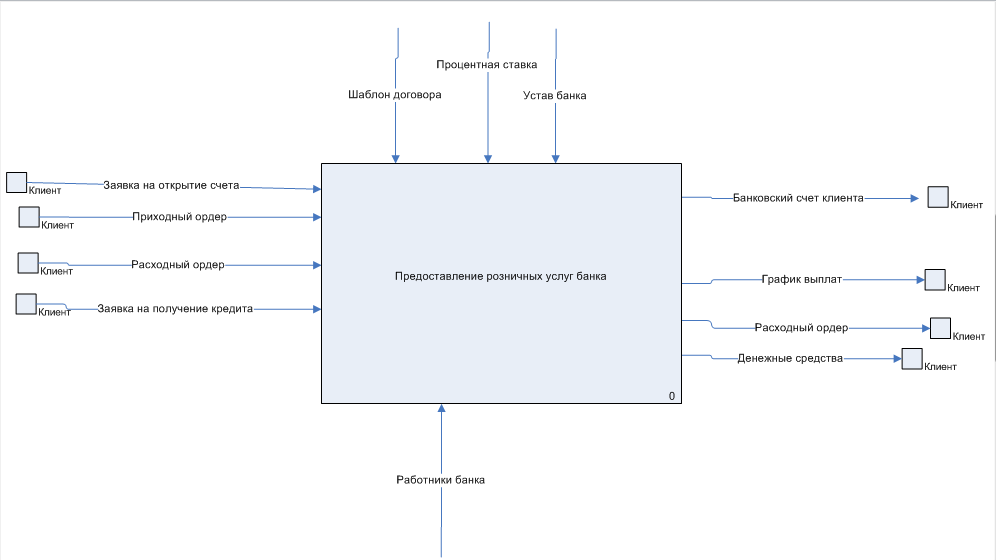 Процентная ставка
Шаблон договора
Устав банка
Клиент
Заявка на открытие счета
Клиент
Приходный ордер
Клиент
Расходный ордер
Клиент
Заявка на получение кредита
Предоставление розничных услуг банка
0
Банковский счет клиента
Клиент
График выплат
Клиент
Расходный ордер
Клиент
Денежные средства
Клиент
Работники банка